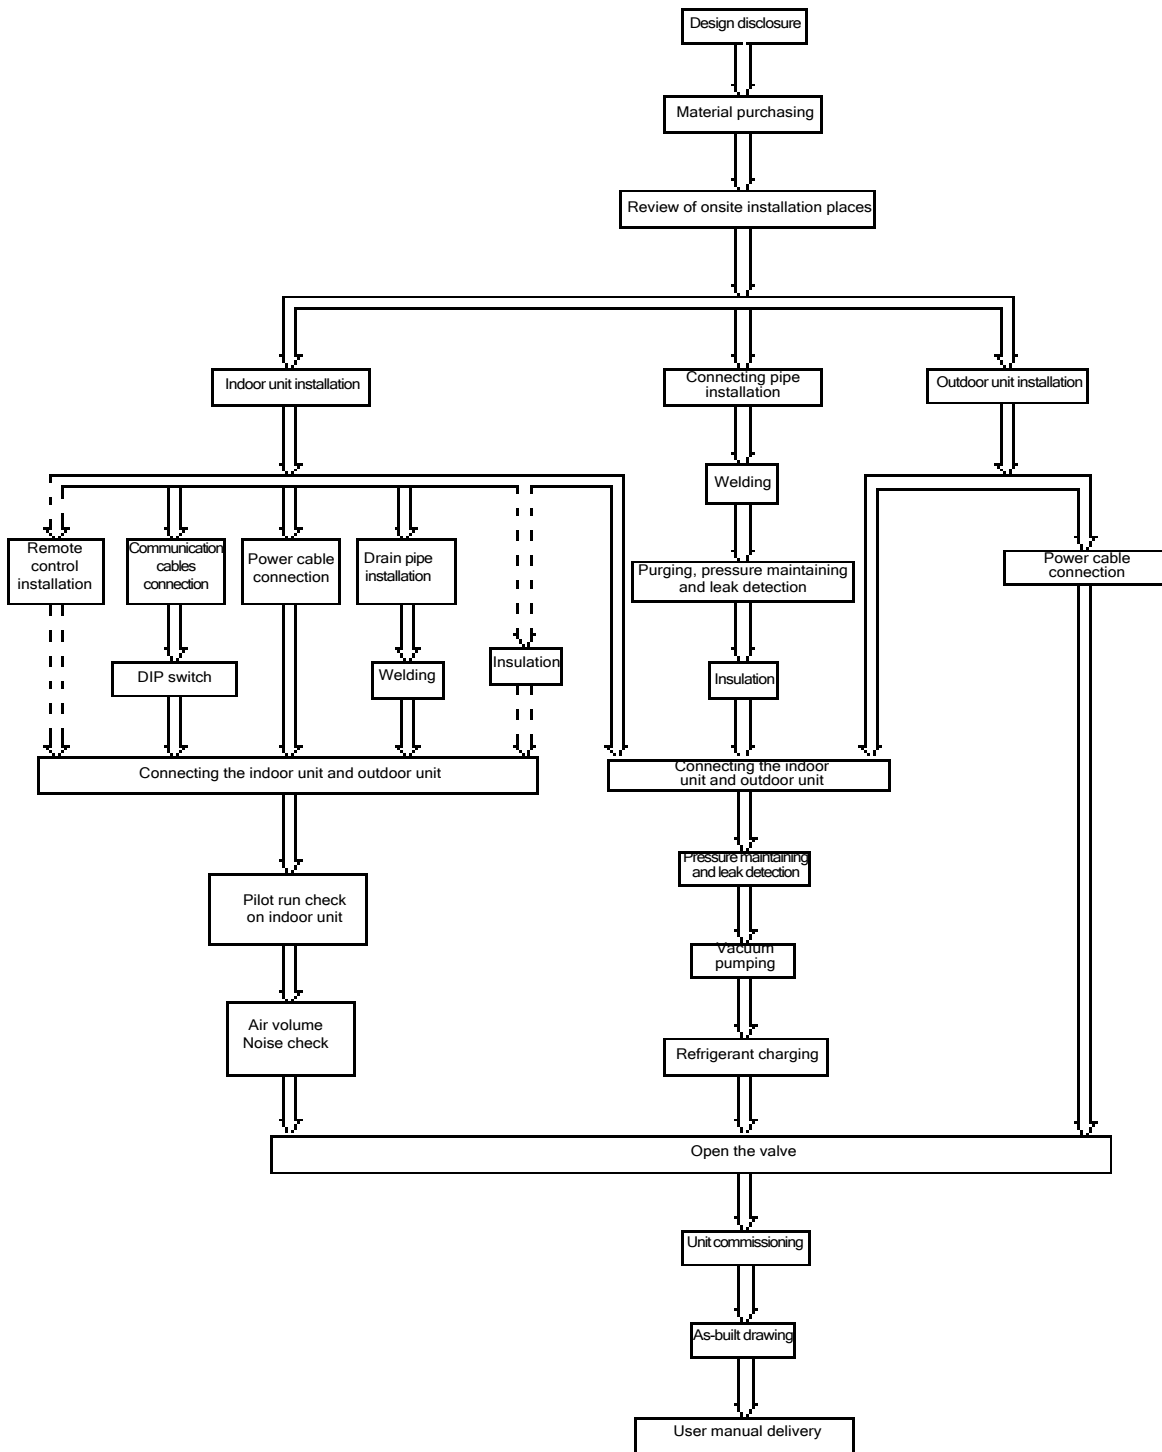 Design disclosure
Material purchasing
Review of onsite installation places
Indoor unit installation
Connecting pipe
installation
Outdoor unit installation
Welding
Remote
control
installation
Communication
cables
connection
Power cable
connection
Drain pipe
installation
Purging, pressure maintaining
and leak detection
Power cable
connection
DIP switch
Welding
Insulation
Insulation
Connecting the indoor unit and outdoor unit
Connecting the indoor
unit and outdoor unit
Pressure maintaining
and leak detection
Pilot run check
on indoor unit
Vacuum
pumping
Air volume
Noise check
Refrigerant charging
Open the valve
Unit commissioning
As-built drawing
User manual delivery